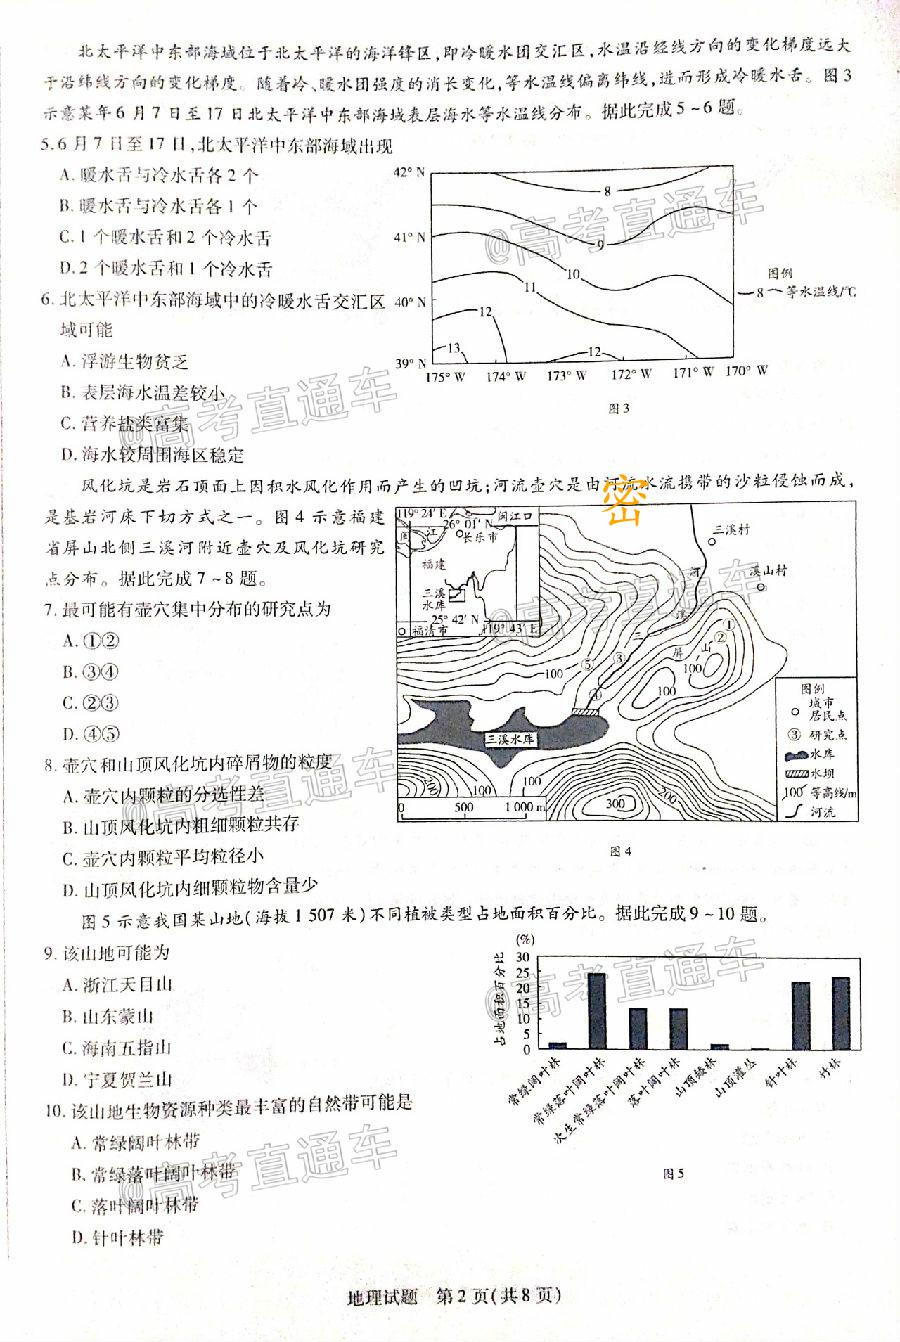 北太平洋中东部海域位于北太平洋的海洋锋区,即冷暖水团交汇区,水温沿经线方向的变化梯度远大
于沿纬线方向的变化梯度。随着冷、暖水团强度的消长变化,等水温线偏离纬线,进而形成冷暖水舌。图3
示意某年6月7日至17日北太平洋中东部海域表层海水等水温线分布。据此完成5~6题。
5.6月7日至17日,北太平洋中东部海域出现
A.暖水舌与冷水舌各2个
B.暖水舌与冷水舌各1个
C.1个暖水舌和2个冷水舌
D.2个暖水舌和1个冷水舌
6.北太平洋中东部海域中的冷暖水舌交汇区
域可能
A.浮游生物贫乏
B.表层海水温差较小
C.营养盐类富集
D.海水较周围海区稳定
42° N
41° N
40° N
39° N
175° W 174° W 173° W 172° W 171° W 170° W
8
9
10
11
12
13
12
图例
8 等水温线/℃
图3
@高考直通车
风化坑是岩石顶面上因积水风化作用而产生的凹坑;河流壶穴是由河流水流携带的沙粒侵蚀而成,
是基岩河床下切方式之一。图4示意福建
省屏山北侧三溪河附近壶穴及风化坑研究
点分布。据此完成7~8题。
密
7.最可能有壶穴集中分布的研究点为
A.①②
B.③④
C.②③
D.④⑤
8.壶穴和山顶风化坑内碎屑物的粒度
A.壶穴内颗粒的分选性差
B.山顶风化坑内粗细颗粒共存
C.壶穴内颗粒平均粒径小
D.山顶风化坑内细颗粒物含量少
119° 24′ E
闽江口
26° 01′ N
闽
江
长乐市
福建
三溪
水库
25° 42′ N
福清市
119° 43′ E
三溪村
溪山村
河
溪
三
屏
山
①
②
③
④
⑤
100
100
100
100
100
200
300
三溪水库
0 500 1 000 m
图例
城市
居民点
③ 研究点
水库
水坝
100 等高线/m
河流
图4
@高考直通车
图5示意我国某山地(海拔1 507米)不同植被类型占地面积百分比。据此完成9~10题。
9.该山地可能为
A.浙江天目山
B.山东蒙山
C.海南五指山
D.宁夏贺兰山
10.该山地生物资源种类最丰富的自然带可能是
A.常绿阔叶林带
B.常绿落叶阔叶林带
C.落叶阔叶林带
D.针叶林带
(%)
占地面积百分比
30
25
20
15
10
5
0
常绿阔叶林
常绿落叶阔叶林
次生常绿落叶阔叶林
落叶阔叶林
山顶矮林
山顶灌丛
针叶林
竹林
图5
@高考直通车
地理试题 第2页(共8页)